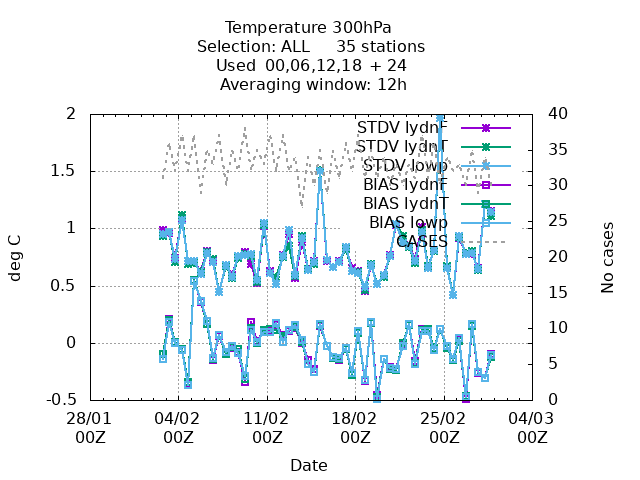 Temperature 300hPa
Selection: ALL 35 stations
Used 00,06,12,18 + 24
Averaging window: 12h
2 40
STDV lydnF
35
STDV lydnT
1.5 STDV lowp
30
BIAS lydnF
BIAS lydnT
25
1 BIAS lowp
CASES
20
0.5 15
10
0
5
-0.5 0
deg C
No cases
28/01 04/02 11/02 18/02 25/02 04/03
00Z 00Z 00Z 00Z 00Z 00Z
Date